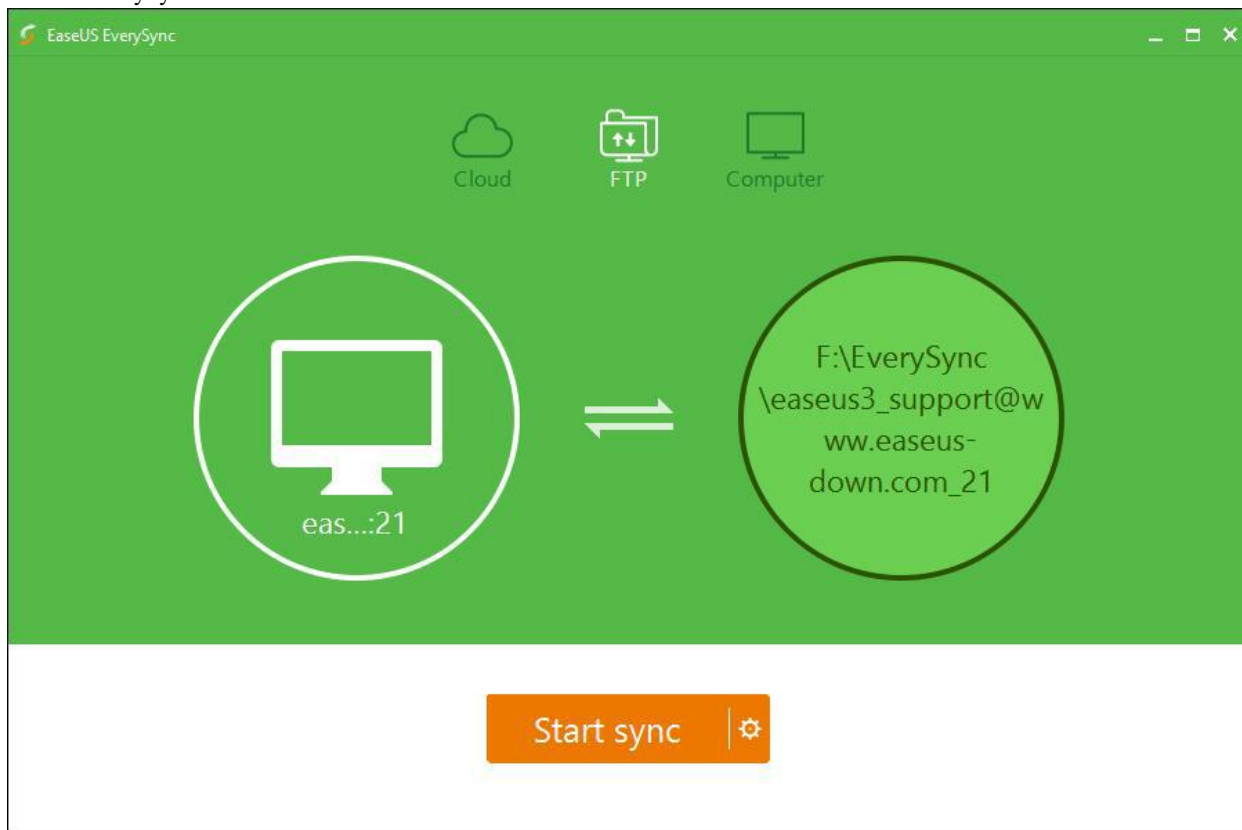 EaseUS EverySync
Cloud
FTP
Computer
eas...:21
F:\EverySync
\easeus3_support@w
ww.easeus-
down.com_21
Start sync